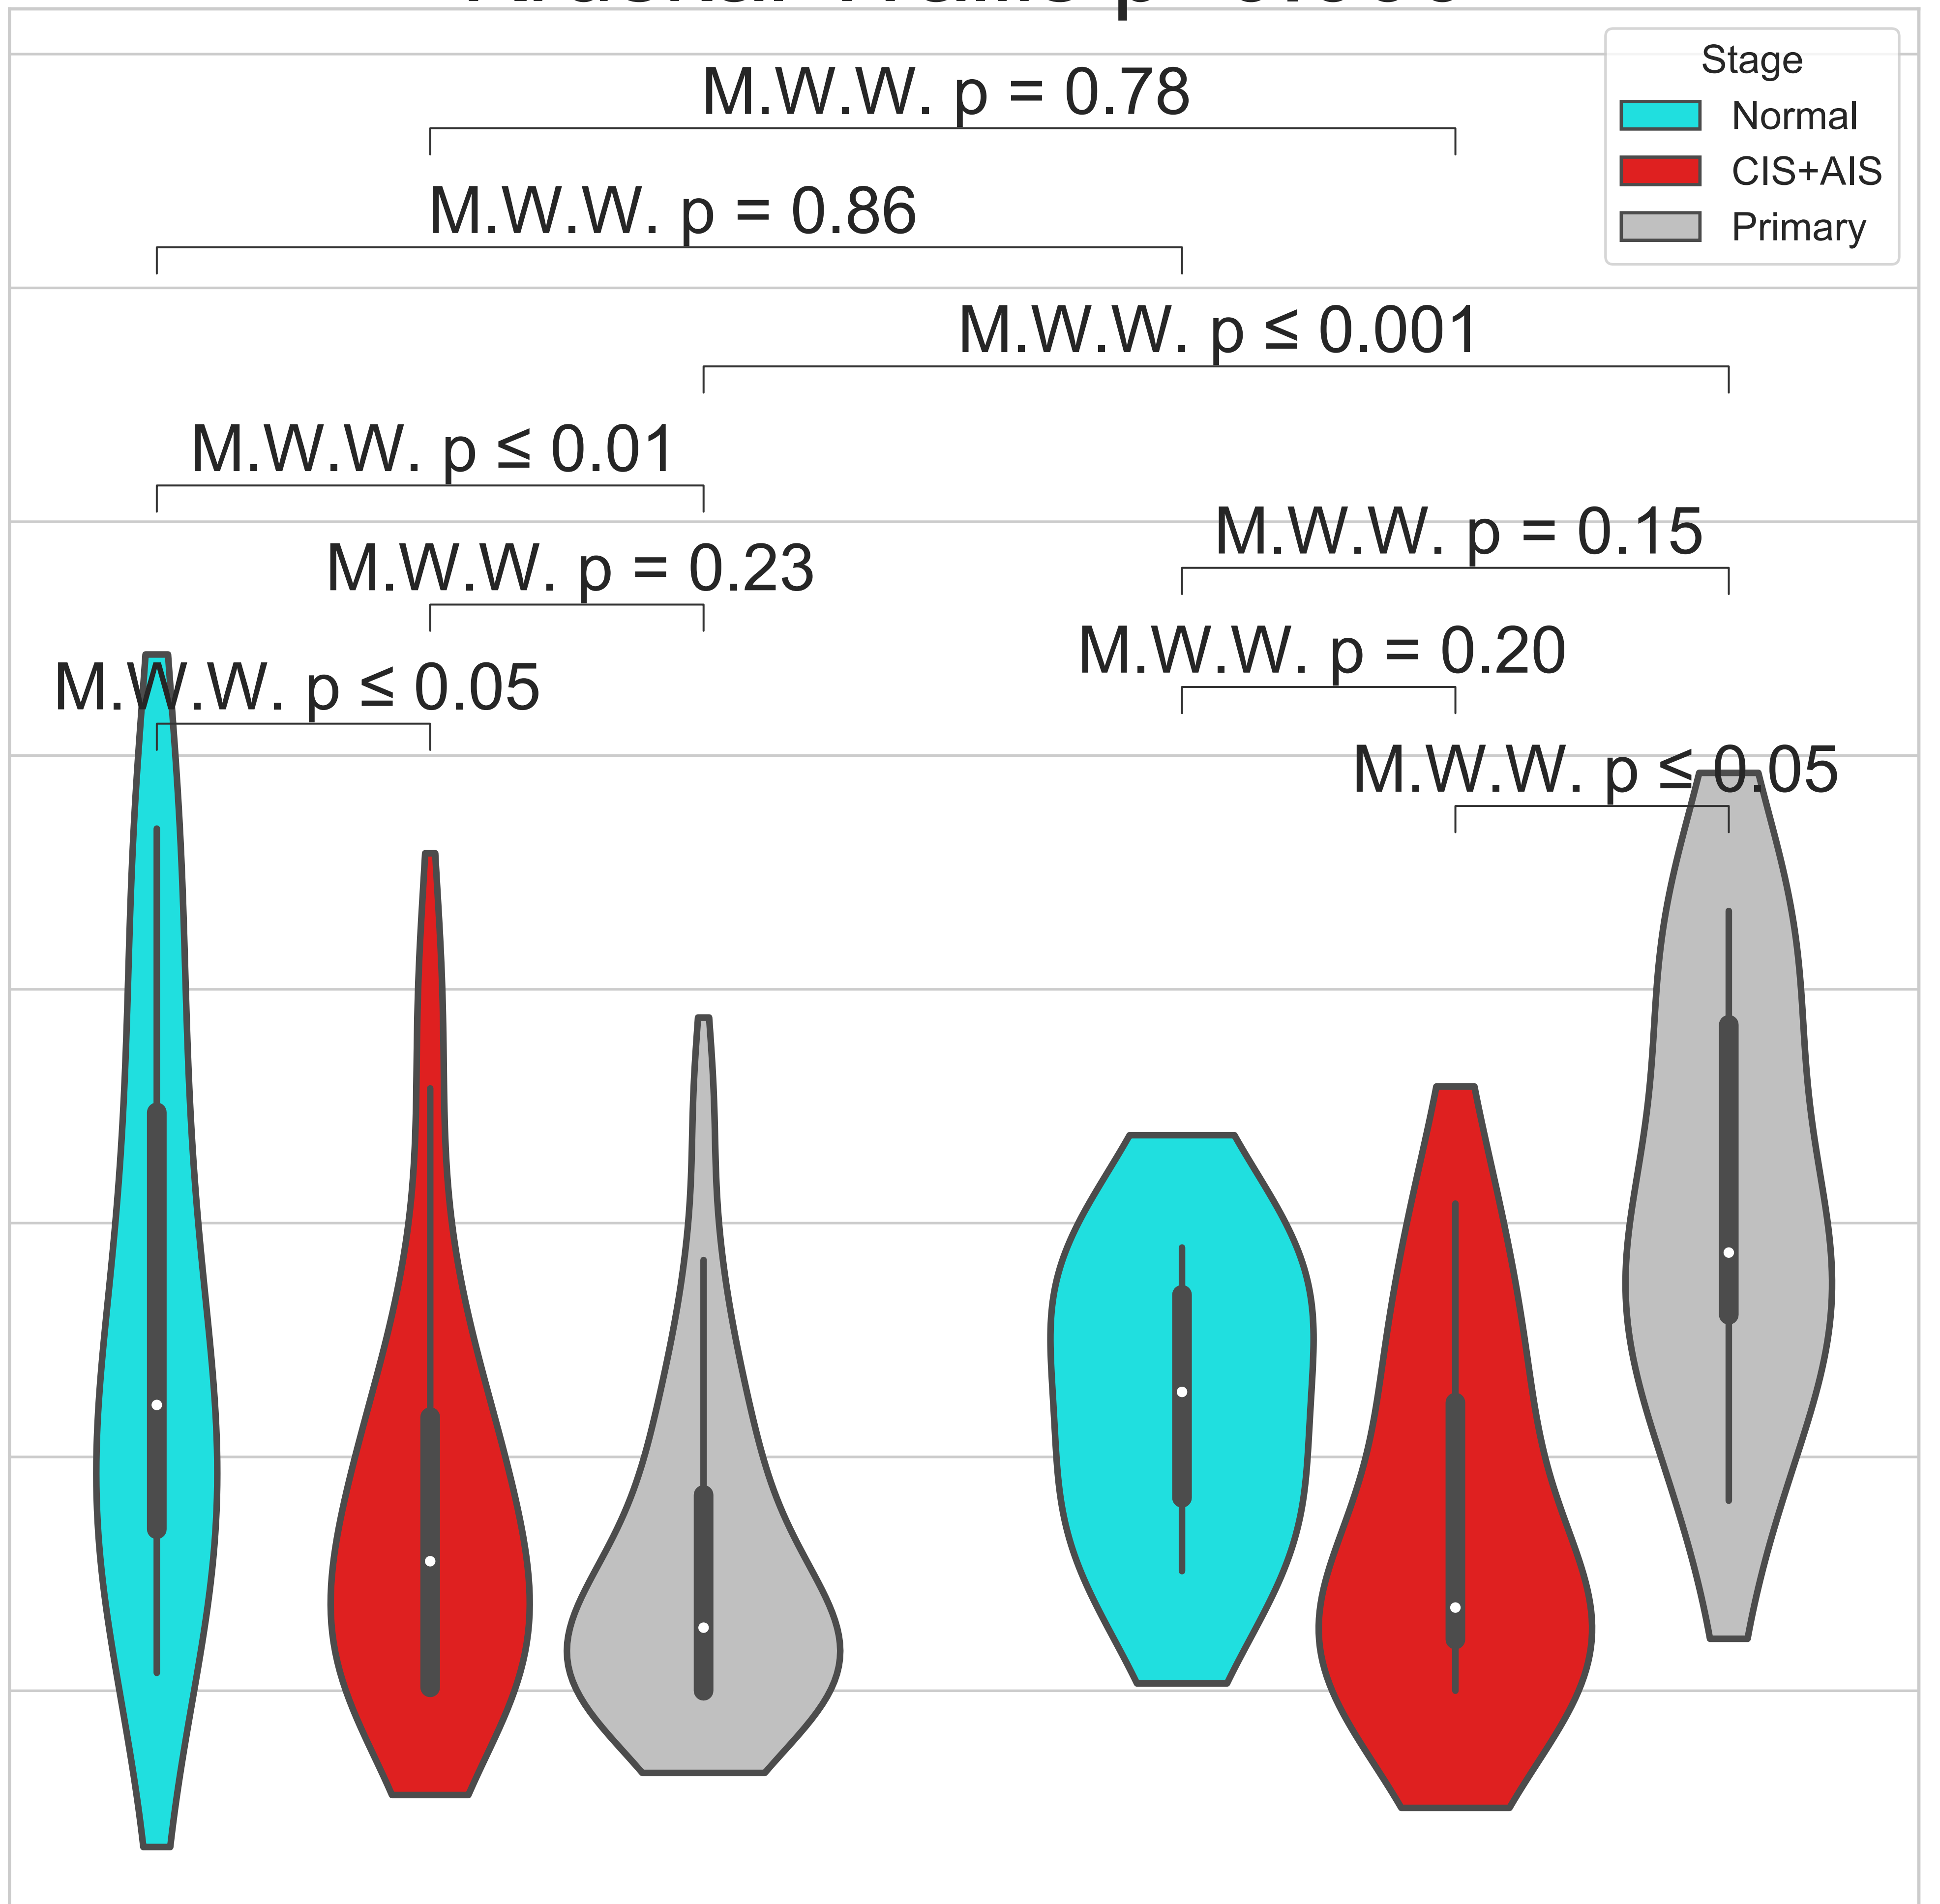 M.W.W. p = 0.78
M.W.W. p = 0.86
M.W.W. p ≤ 0.001
M.W.W. p ≤ 0.01
M.W.W. p = 0.23
M.W.W. p ≤ 0.05
M.W.W. p = 0.15
M.W.W. p = 0.20
M.W.W. p ≤ 0.05
Stage
Normal
CIS+AIS
Primary